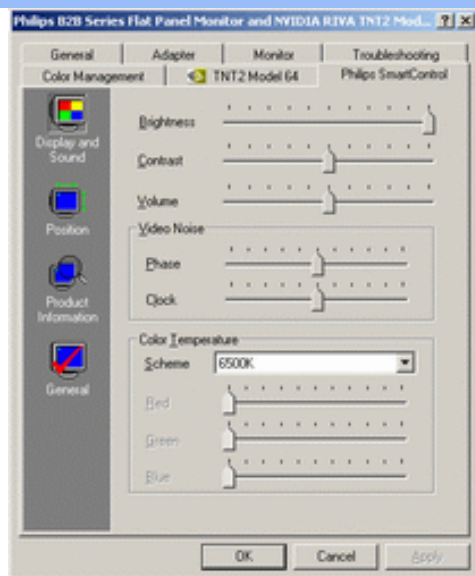 Philips B2B Series Flat Panel Monitor and NVIDIA RIVA TNT2 Mod...
General Adapter Monitor Troubleshooting
Color Management TNT2 Model 64 Philips SmartControl
Display and
Sound
Position
Product
Information
General
Brightness
Contrast
Volume
Video Noise
Phase
Clock
Color Temperature
Scheme 6500K
Red
Green
Blue
OK Cancel Apply